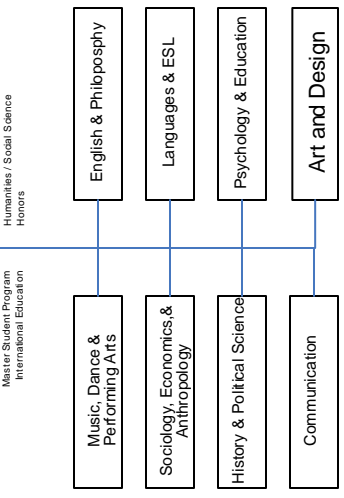 Humanities / Social Science
Honors
Master Student Program
International Education
English & Philoposphy
Languages & ESL
Psychology & Education
Art and Design
Music, Dance &
Performing Arts
Sociology, Economics,&
Anthropology
History & Political Science
Communication